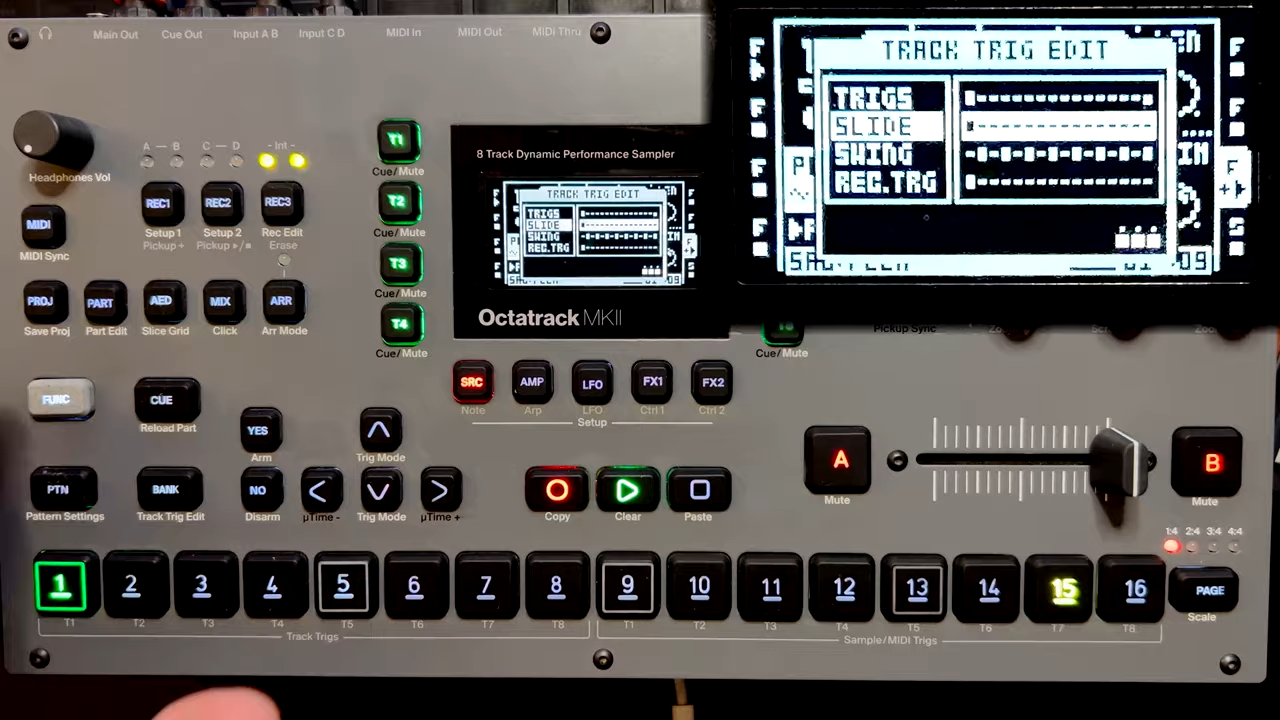 Main Out Cue Out Input A B Input C D MIDI In MIDI Out MIDI Thru
TRACK TRIG EDIT
TRIGS
SLIDE
SWING
REC.TRG
Headphones Vol
A — B C — D - Int -
REC1 REC2 REC3
Setup 1 Setup 2 Rec Edit
Pickup + Pickup ▸/■ Erase
MIDI
MIDI Sync
PROJ PART AED MIX ARR
Save Proj Part Edit Slice Grid Click Arr Mode
T1
Cue/Mute
T2
Cue/Mute
T3
Cue/Mute
T4
Cue/Mute
8 Track Dynamic Performance Sampler
TRACK TRIG EDIT
TRIGS
SLIDE
SWING
REC.TRG
Octatrack MKII
Cue/Mute
Pickup Sync
SRC AMP LFO FX1 FX2
Note Arp LFO Ctrl 1 Ctrl 2
Setup
FUNC CUE
Reload Part
YES
Arm Trig Mode
PTN BANK NO < >
Pattern Settings Track Trig Edit Disarm µTime - Trig Mode µTime +
Copy Clear Paste
A B
Mute Mute
1:4 2:4 3:4 4:4
1 2 3 4 5 6 7 8 9 10 11 12 13 14 15 16 PAGE
T1 T2 T3 T4 T5 T6 T7 T8 T1 T2 T3 T4 T5 T6 T7 T8 Scale
Track Trigs Sample/MIDI Trigs